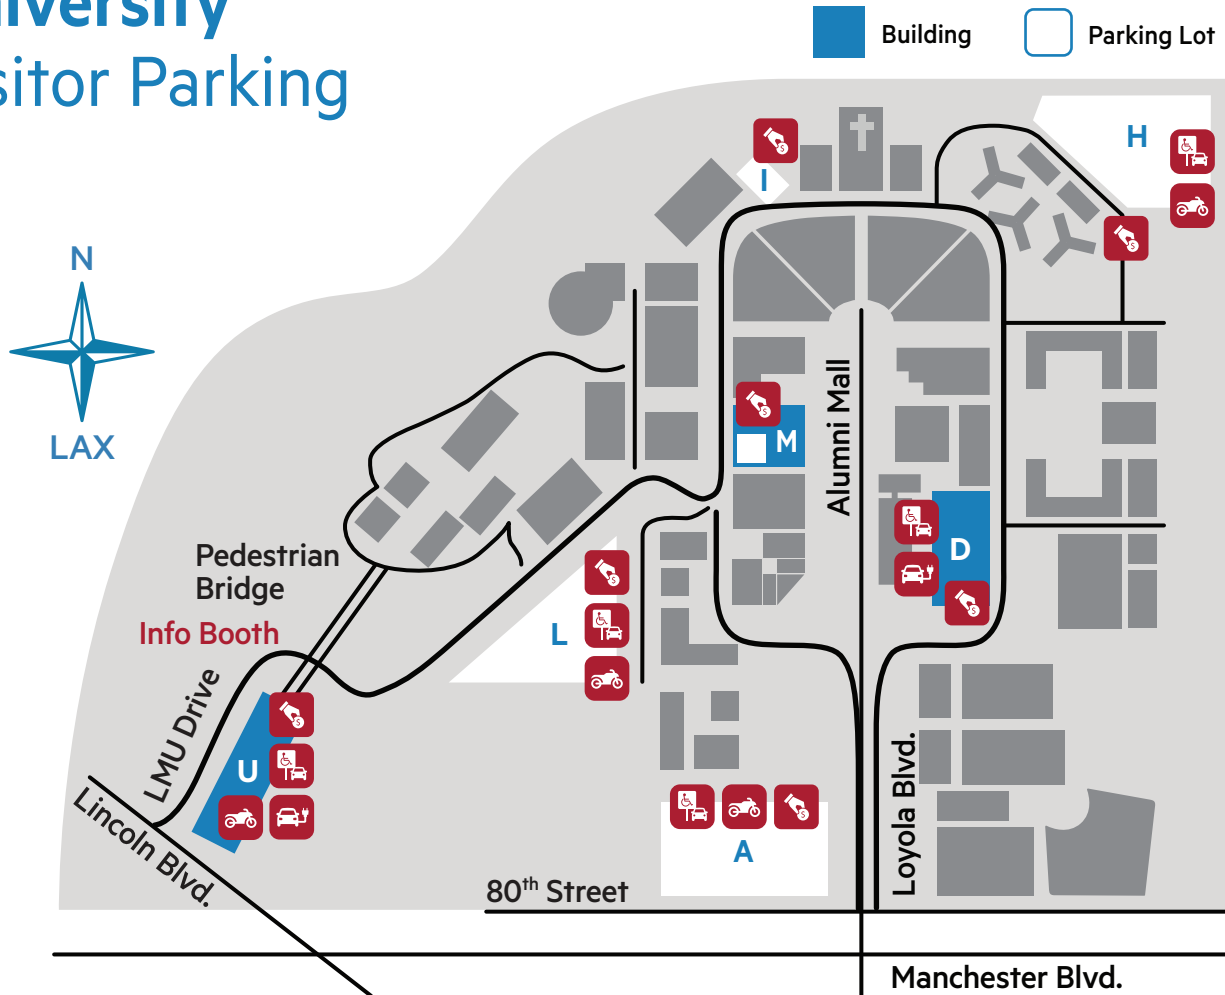 sitor Parking
Building
Parking Lot
H
I
N
LAX
M
Alumni Mall
D
Pedestrian
Bridge
Info Booth
L
LMU Drive
U
Lincoln Blvd.
A
Loyola Blvd.
80th Street
Manchester Blvd.